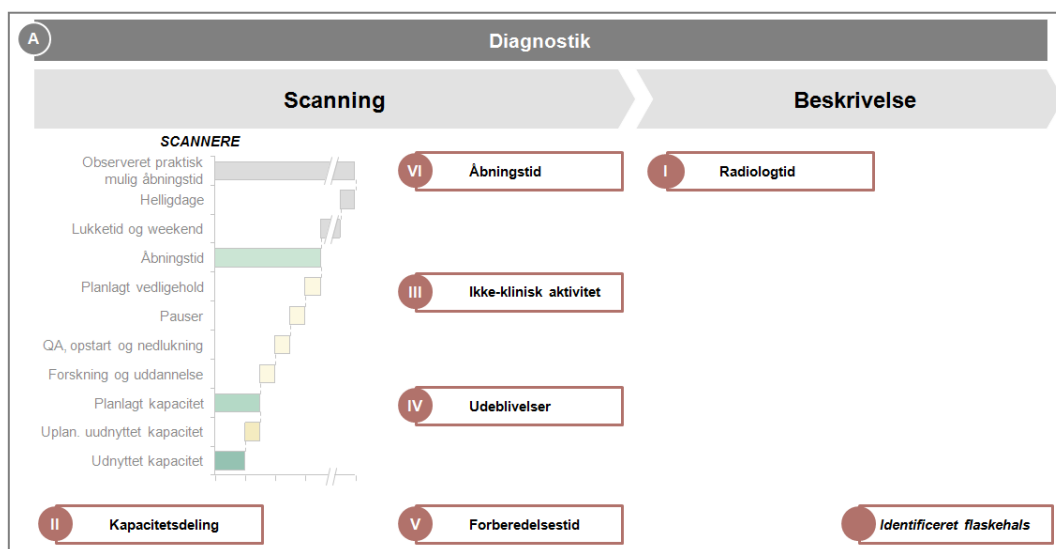 A
Diagnostik
Scanning
Beskrivelse
SCANNERE
Observeret praktisk
mulig åbningstid
Helligdage
Lukketid og weekend
Åbningstid
Planlagt vedligehold
Pauser
QA, opstart og nedlukning
Forskning og uddannelse
Planlagt kapacitet
Uplan. uudnyttet kapacitet
Udnyttet kapacitet
VI Åbningstid
I Radiologtid
III Ikke-klinisk aktivitet
IV Udeblivelser
II Kapacitetsdeling
V Forberedelsestid
Identificeret flaskehals